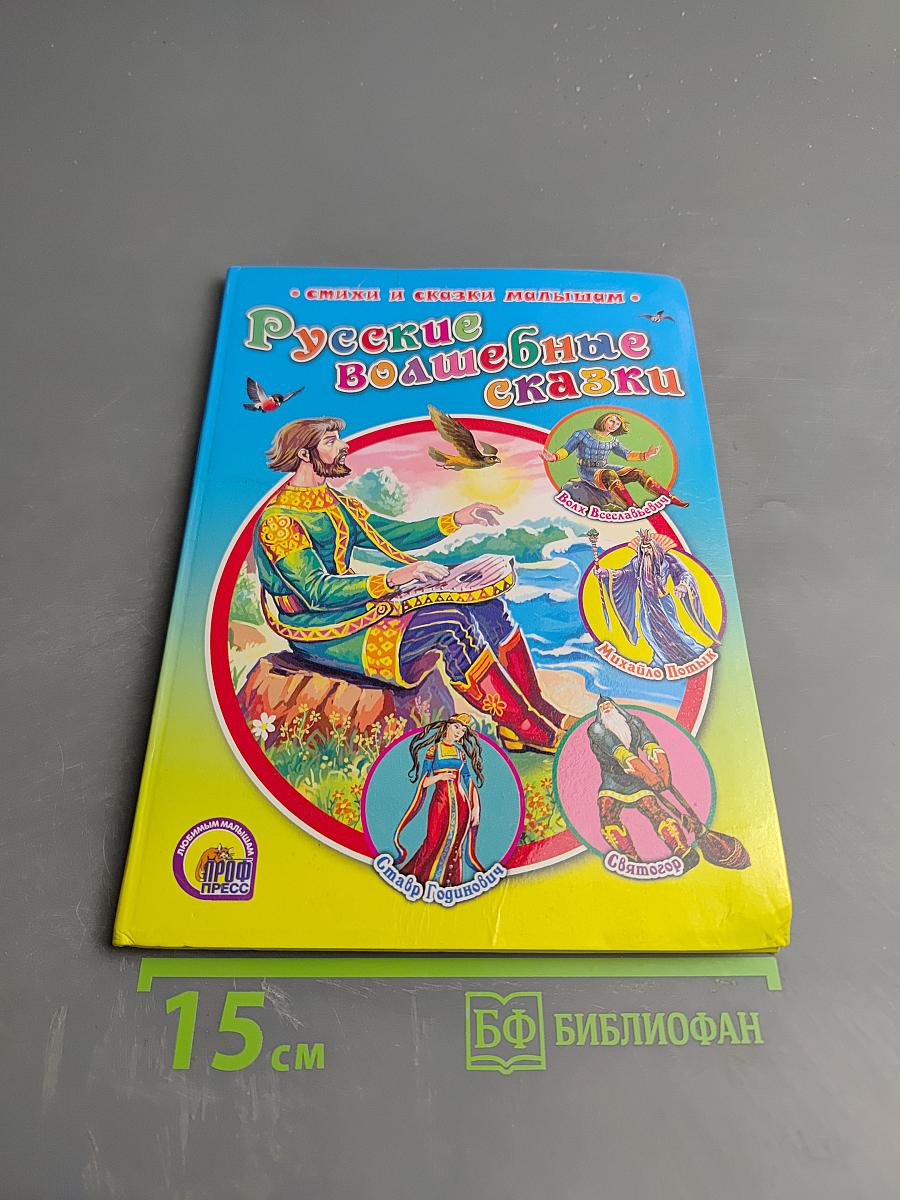 • СТИХИ И СКАЗКИ МАЛЫШАМ •
Русские
волшебные
сказки
Волх Всеславьевич
Михайло Потык
Святогор
Ставр Годинович
ЛЮБИМЫМ МАЛЫШАМ
ПРОФ
ПРЕСС
15 см
БФ БИБЛИОФАН